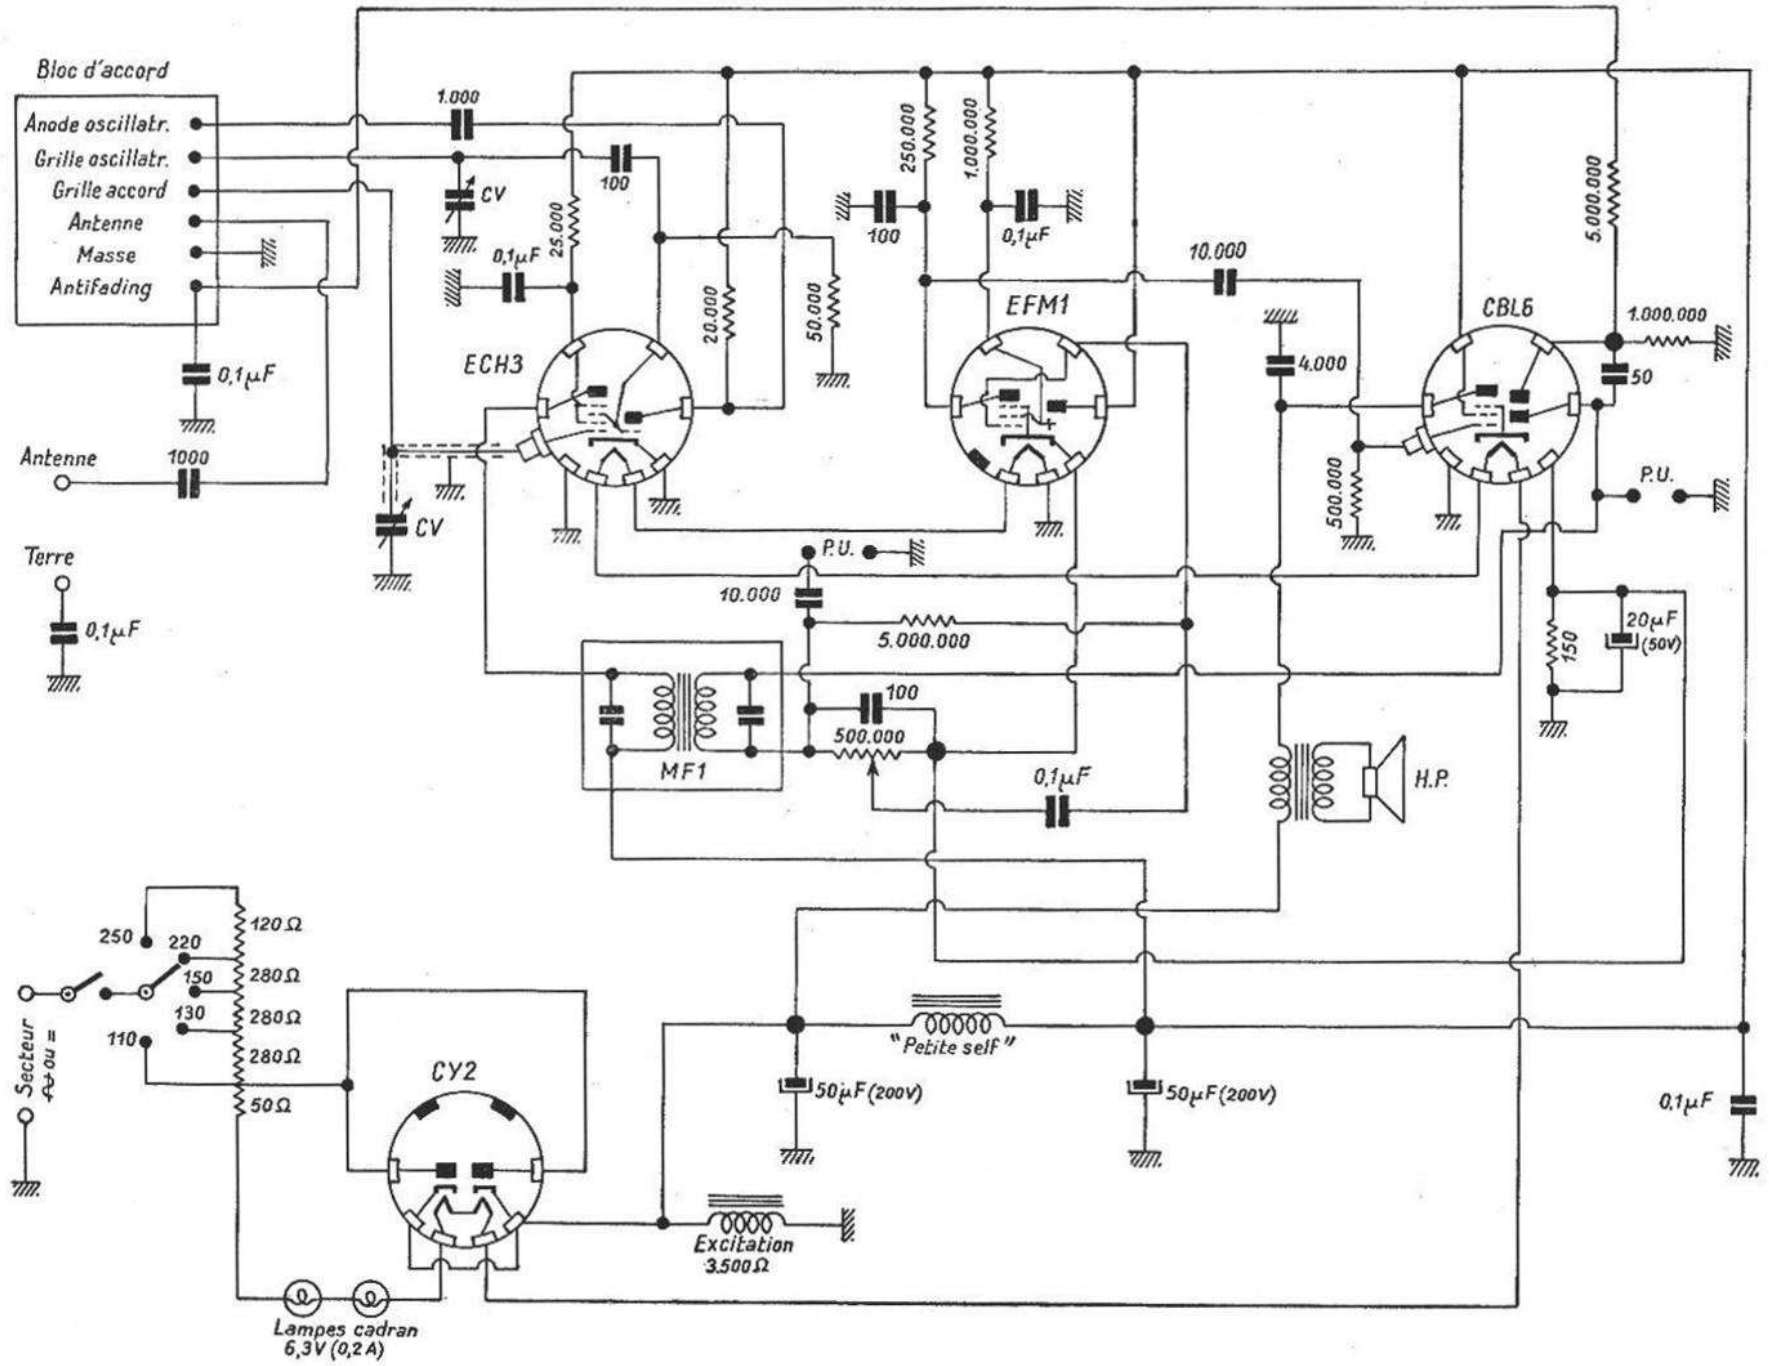 Bloc d'accord
Anode oscillatr.
Grille oscillatr.
Grille accord
Antenne
Masse
Antifading
0,1µF
Antenne
1000
Terre
0,1µF
1.000
100
CV
25.000
0,1µF
20.000
50.000
ECH3
CV
250.000
1.000.000
100
0,1µF
EFM1
10.000
4.000
CBL6
5.000.000
1.000.000
50
500.000
P.U.
P.U.
10.000
5.000.000
100
500.000
MF1
0,1µF
150
20µF
(50V)
H.P.
250
220
150
130
110
120Ω
280Ω
280Ω
280Ω
50Ω
Secteur
ou =
CY2
"Petite self"
50µF (200V)
50µF (200V)
0,1µF
Excitation
3.500Ω
Lampes cadran
6,3V (0,2A)